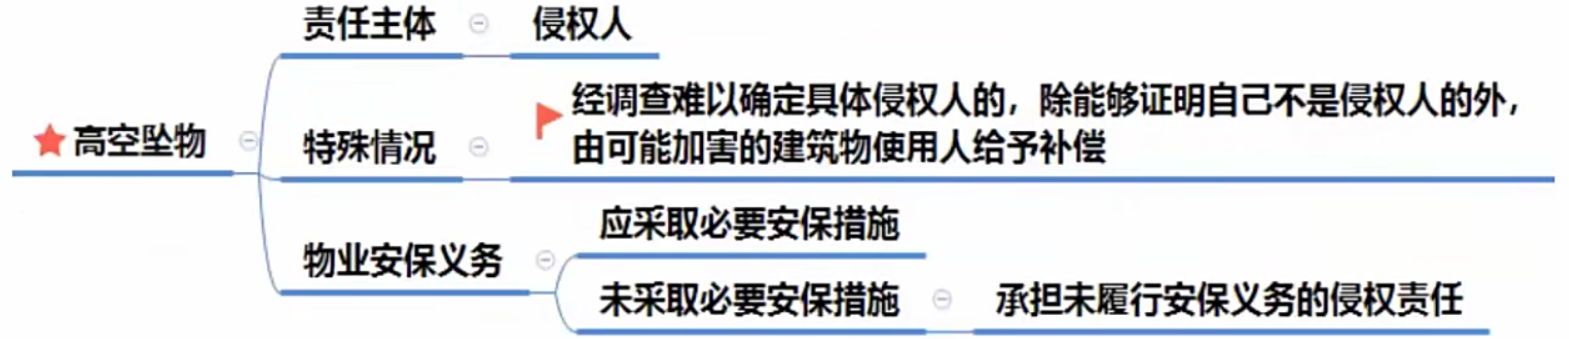 责任主体
侵权人
高空坠物
特殊情况
经调查难以确定具体侵权人的，除能够证明自己不是侵权人的外，
由可能加害的建筑物使用人给予补偿
物业安保义务
应采取必要安保措施
未采取必要安保措施
承担未履行安保义务的侵权责任